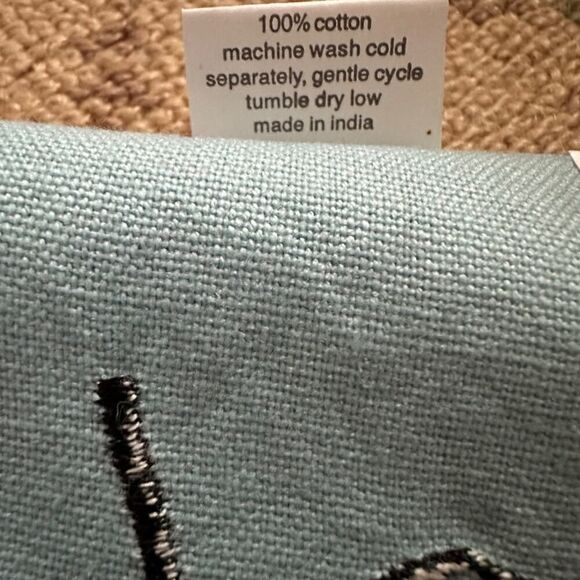 100% cotton
machine wash cold
separately, gentle cycle
tumble dry low
made in india